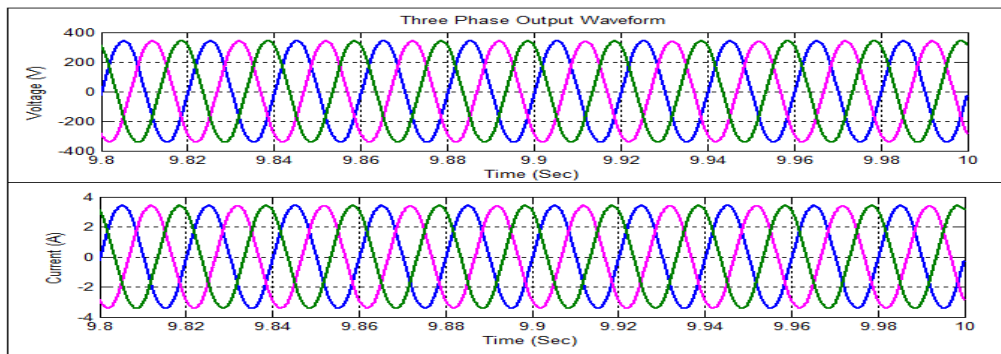 Three Phase Output Waveform
Voltage (V)
400
200
0
-200
-400
9.8 9.82 9.84 9.86 9.88 9.9 9.92 9.94 9.96 9.98 10
Time (Sec)
Current (A)
4
2
0
-2
-4
9.8 9.82 9.84 9.86 9.88 9.9 9.92 9.94 9.96 9.98 10
Time (Sec)